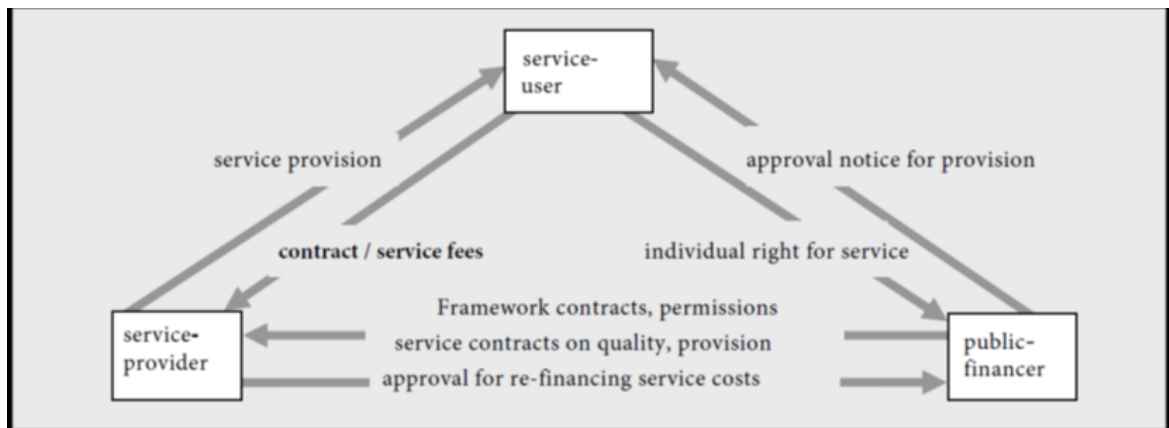 service-
user
service provision
approval notice for provision
contract / service fees
individual right for service
Framework contracts, permissions
service-
provider
service contracts on quality, provision
public-
financer
approval for re-financing service costs